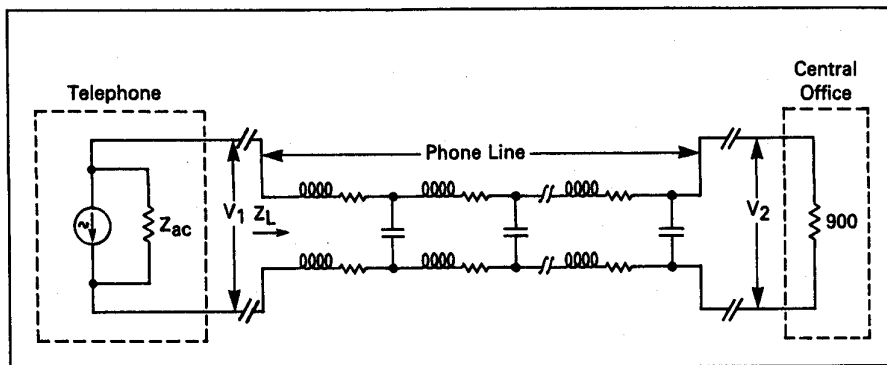 Telephone
Central
Office
Phone Line
V1
ZL
Zac
V2
900